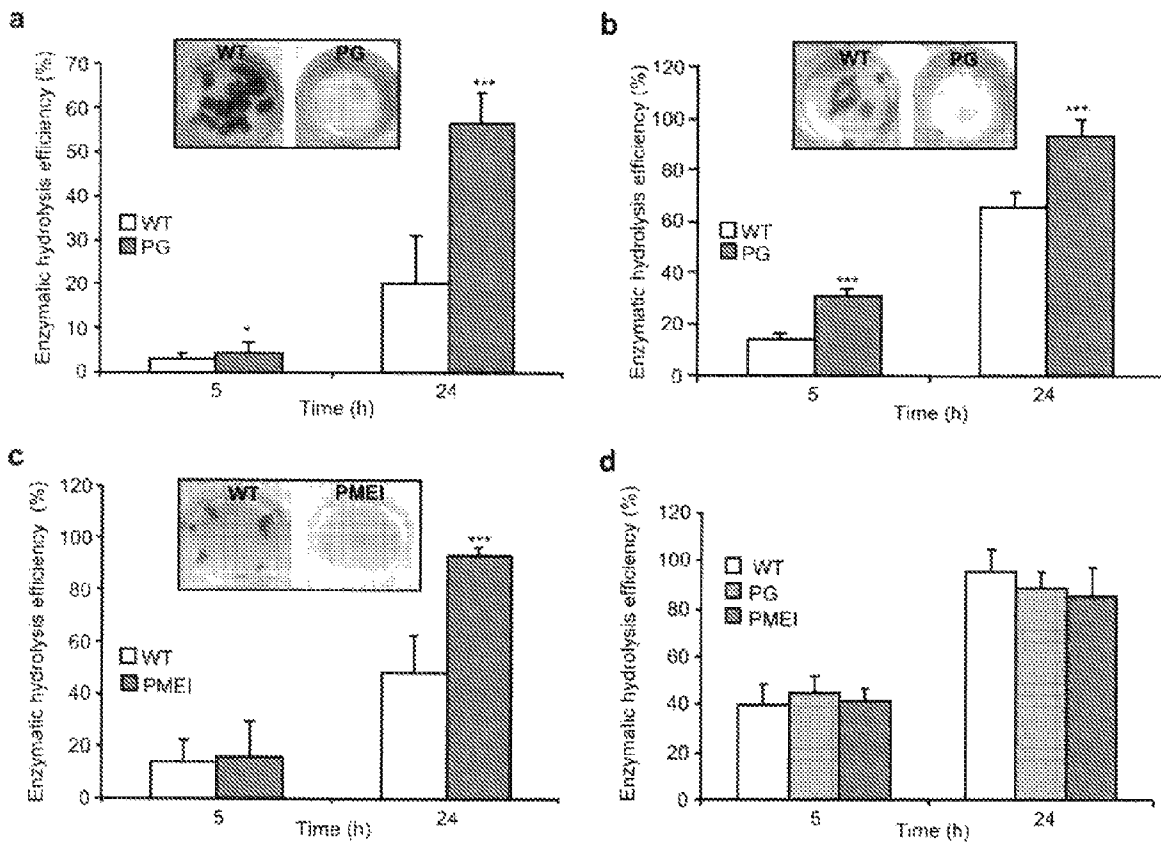 a
Enzymatic hydrolysis efficiency (%)
70
60
50
40
30
20
10
0
WT
PG
WT
PG
*
***
5
24
Time (h)
b
Enzymatic hydrolysis efficiency (%)
120
100
80
60
40
20
0
WT
PG
WT
PG
***
***
5
24
Time (h)
c
Enzymatic hydrolysis efficiency (%)
120
100
80
60
40
20
0
WT
PMEI
WT
PMEI
***
5
24
Time (h)
d
Enzymatic hydrolysis efficiency (%)
120
100
80
60
40
20
0
WT
PG
PMEI
5
24
Time (h)